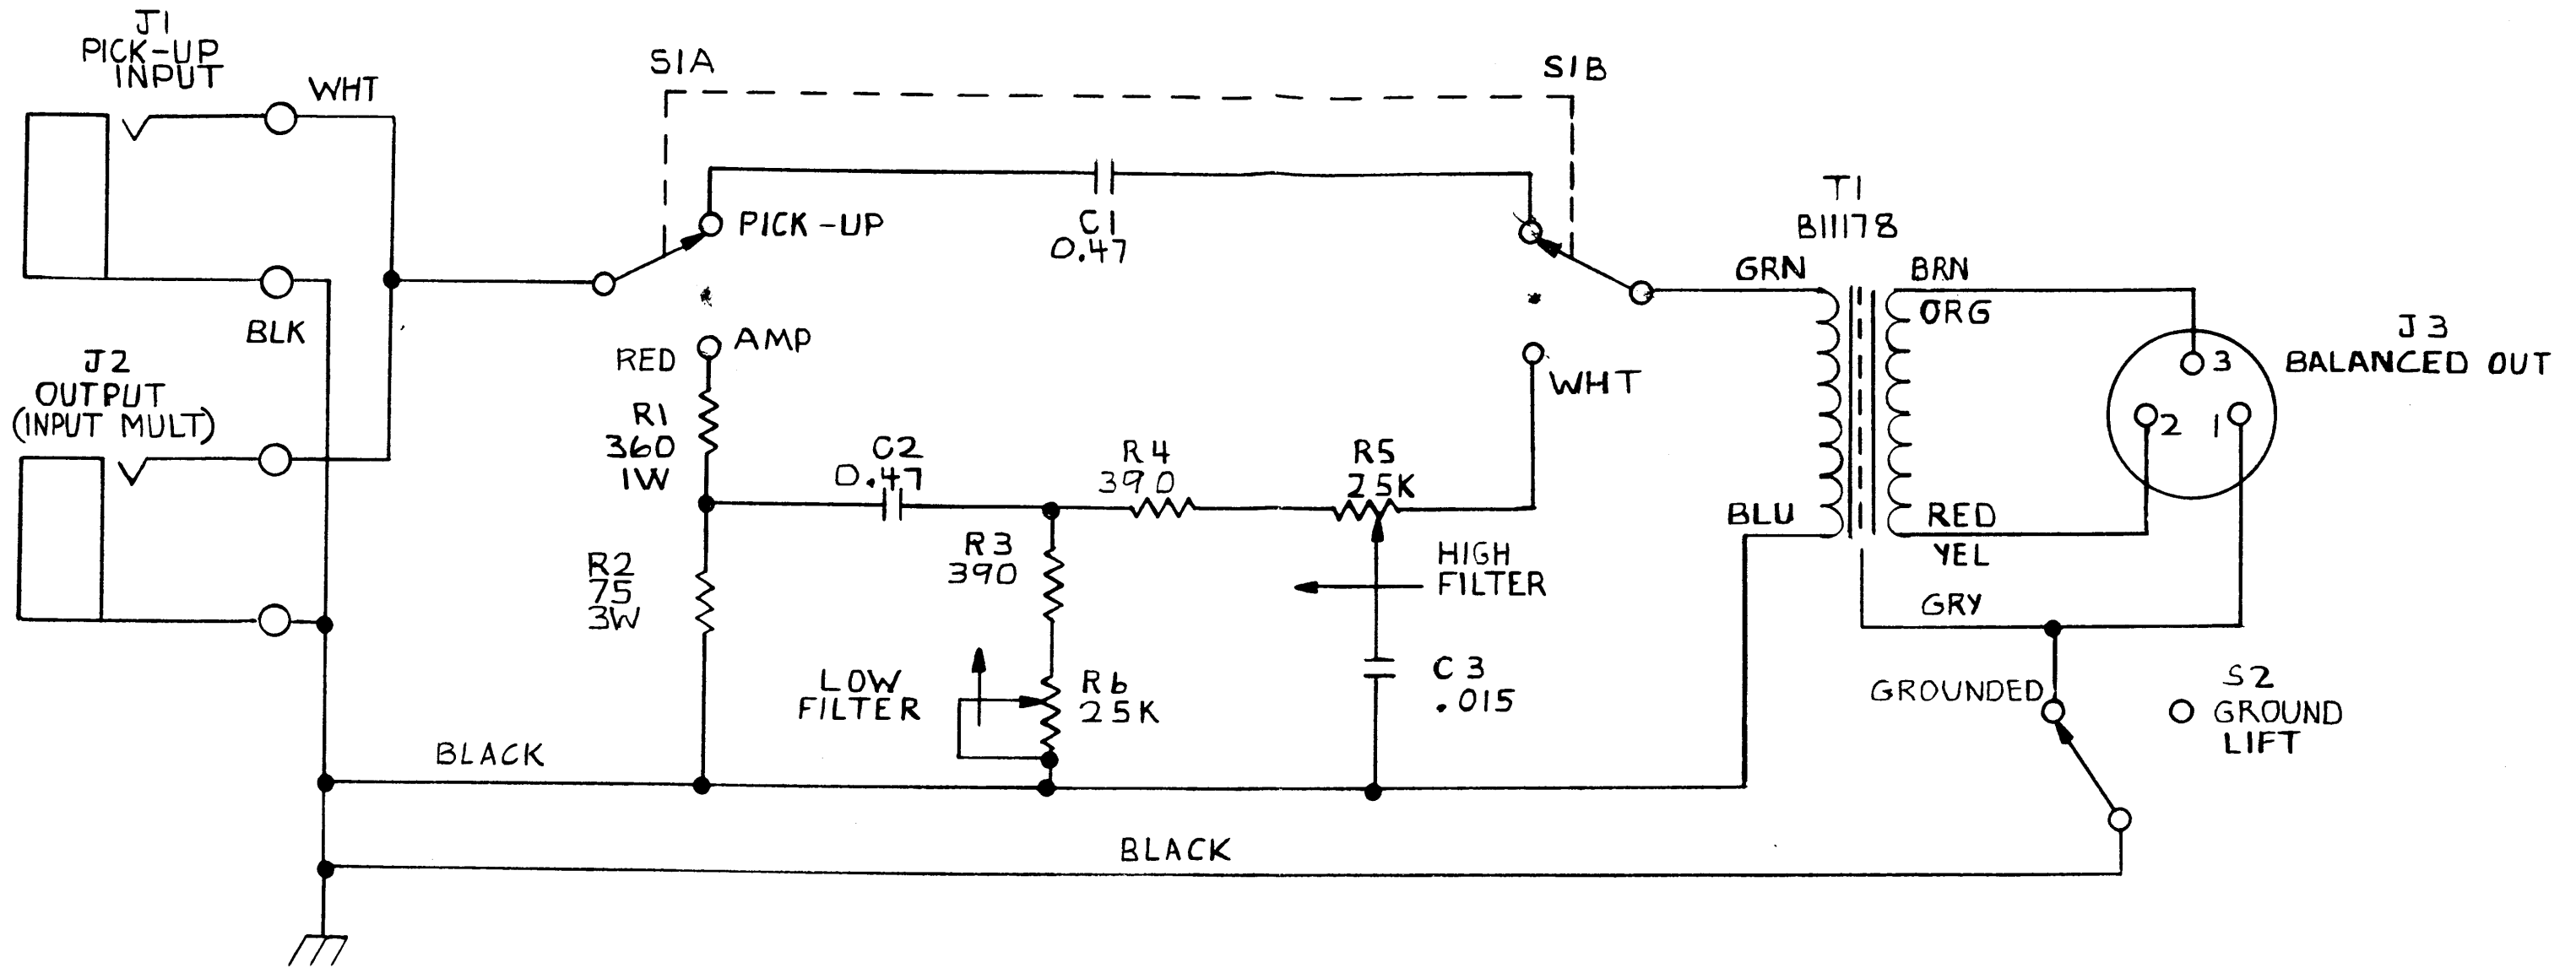 J1
PICK-UP
INPUT
WHT
BLK
J2
OUTPUT
(INPUT MULT)
S1A
S1B
PICK-UP
C1
0.47
AMP
RED
R1
360
1W
R2
75
3W
C2
0.47
R3
390
R4
390
R5
25K
WHT
HIGH
FILTER
LOW
FILTER
R6
25K
C3
.015
BLACK
BLACK
T1
B11178
GRN
BRN
ORG
BLU
RED
YEL
GRY
J3
BALANCED OUT
3
2
1
GROUNDED
S2
GROUND
LIFT